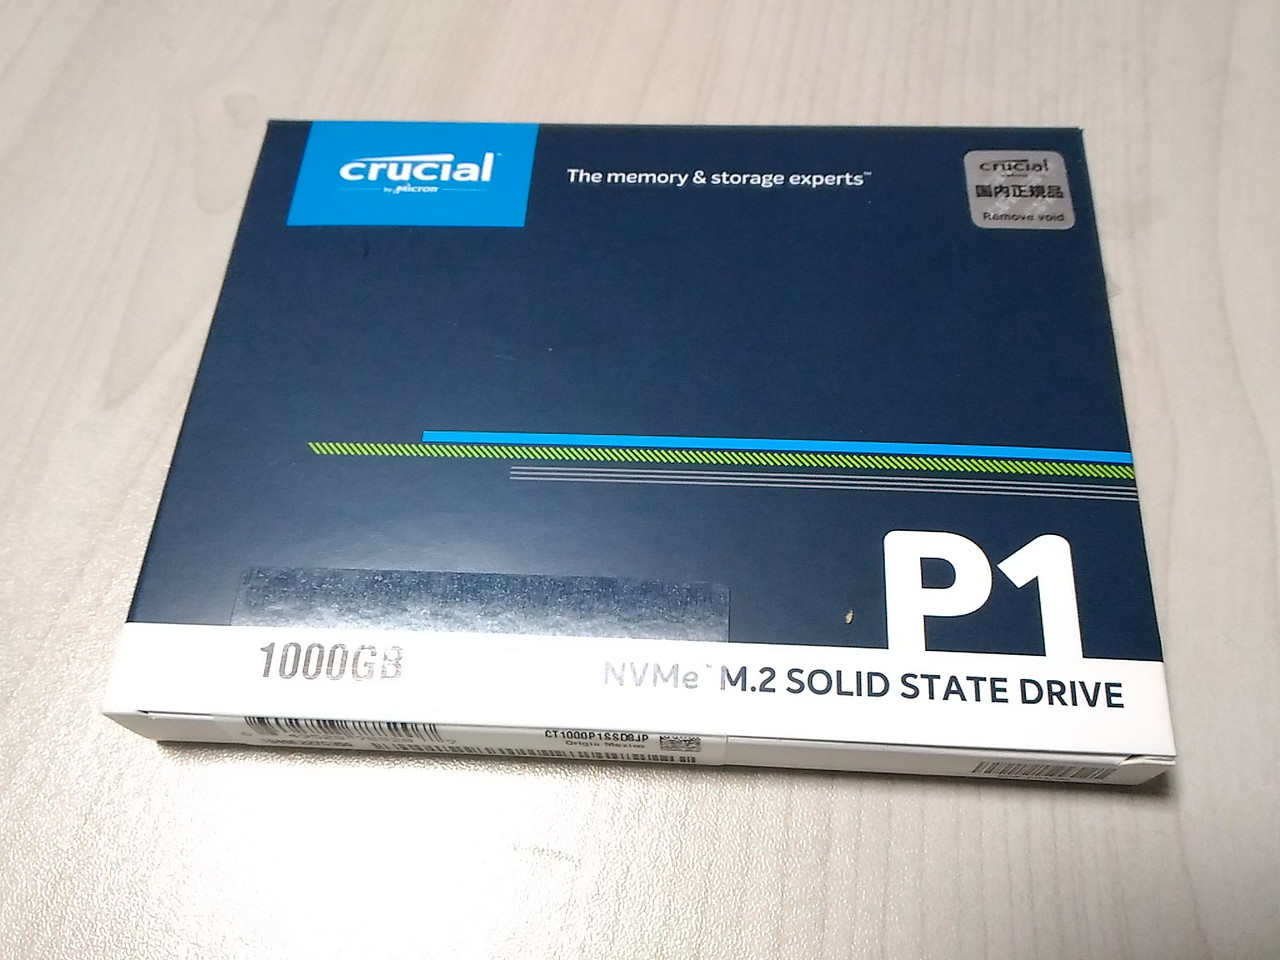 crucial
by Micron
The memory & storage experts™
crucial
国内正規品
Remove void
P1
1000GB
NVMe™ M.2 SOLID STATE DRIVE
CT1000P1SSD8JP
Origin Mexico